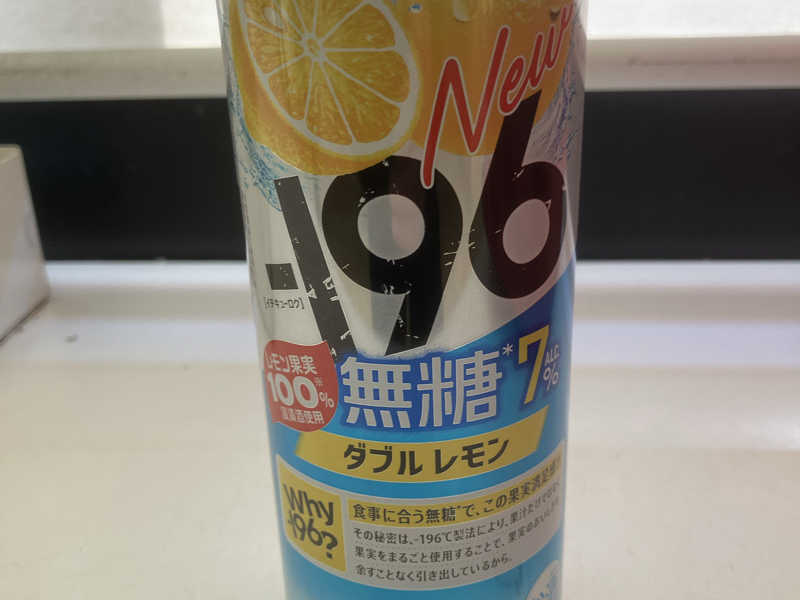 New
-196
[イチキューロク]
レモン果実
100※%
浸漬酒使用
無糖*
7
ALC.
%
ダブル レモン
Why
-196?
食事に合う無糖*で、この果実満足感!
その秘密は、-196℃製法により、果汁だけでなく、
果実をまるごと使用することで、果実のおいしさを
余すことなく引き出しているから。